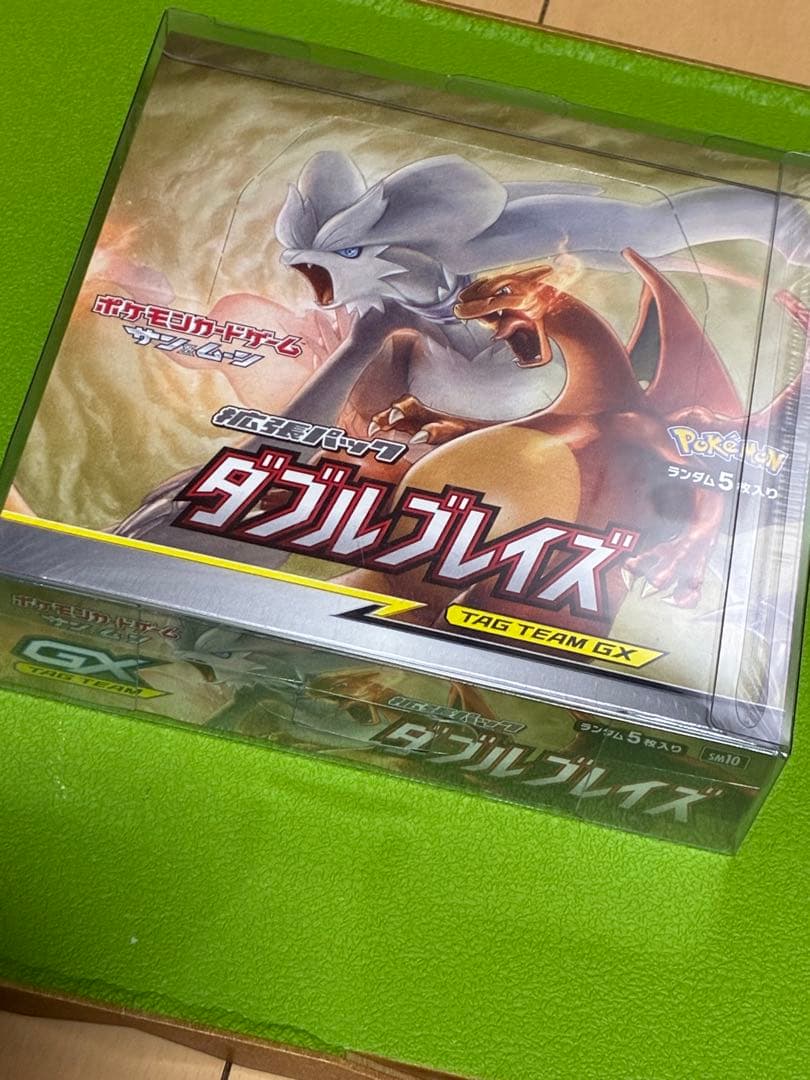 ポケモンカードゲーム
サン&ムーン
拡張パック
ダブルブレイズ
Pokémon
ランダム5枚入り
TAG TEAM GX
ポケモンカードゲーム
サン&ムーン
GX
TAG TEAM
拡張パック
ダブルブレイズ
ランダム5枚入り
SM10